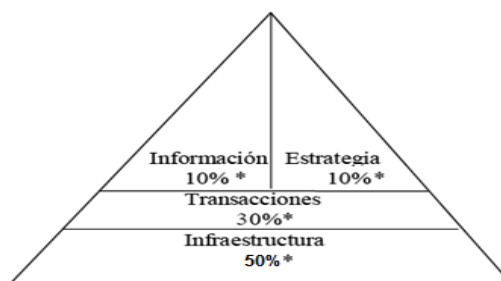 Información Estrategia
10% * 10% *
Transacciones
30%*
Infraestructura
50% *